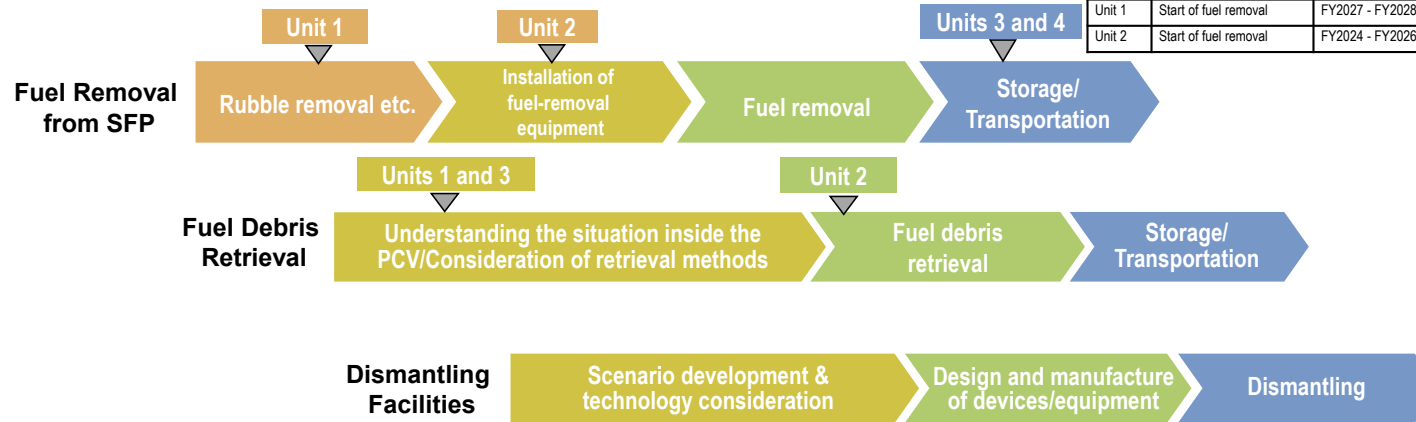 Unit 1 Start of fuel removal FY2027 - FY2028
Unit 2 Start of fuel removal FY2024 - FY2026
Unit 1
Unit 2
Units 3 and 4
Fuel Removal
from SFP
Rubble removal etc.
Installation of
fuel-removal
equipment
Fuel removal
Storage/
Transportation
Units 1 and 3
Unit 2
Fuel Debris
Retrieval
Understanding the situation inside the
PCV/Consideration of retrieval methods
Fuel debris
retrieval
Storage/
Transportation
Dismantling
Facilities
Scenario development &
technology consideration
Design and manufacture
of devices/equipment
Dismantling